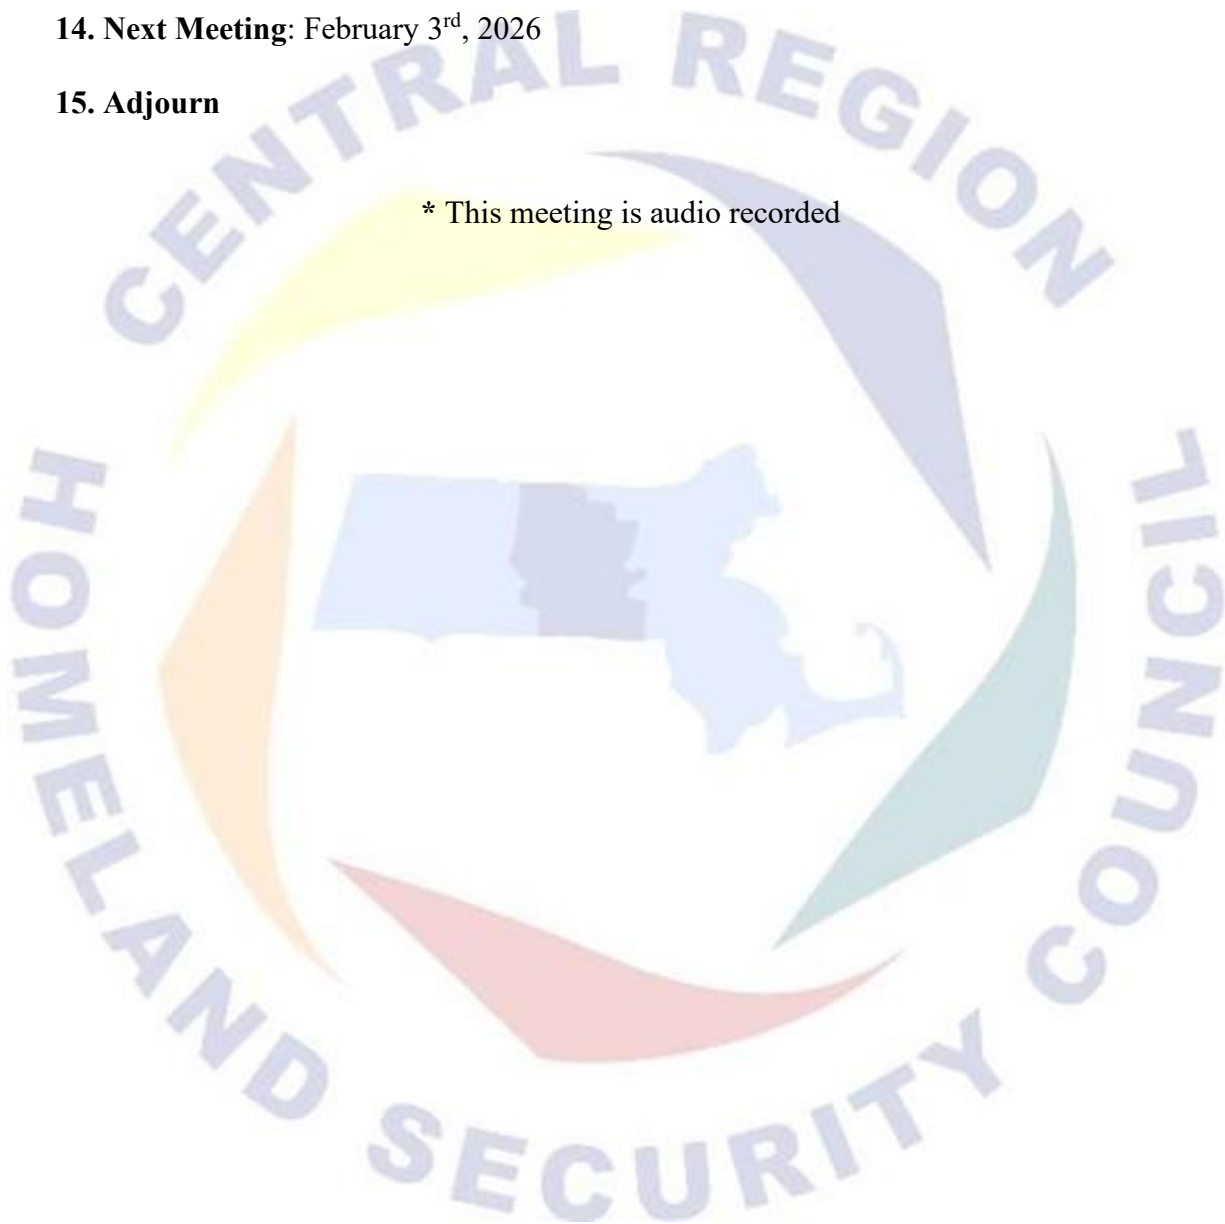 14. Next Meeting: February 3rd, 2026
15. Adjourn
* This meeting is audio recorded
CENTRAL REGION
HOMELAND SECURITY COUNCIL